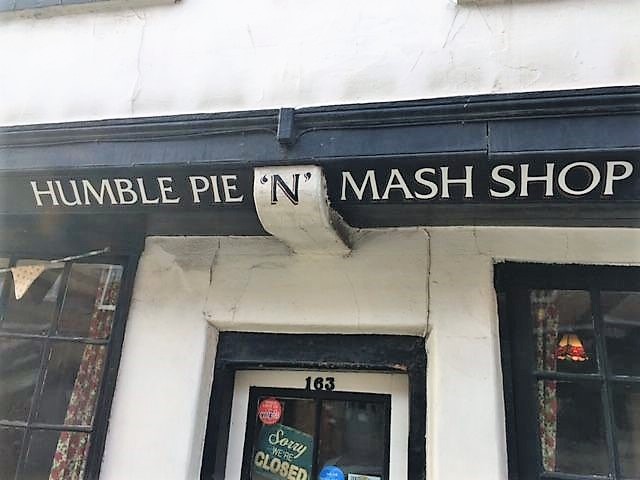 HUMBLE PIE "N" MASH SHOP
163
Sorry
WE'RE
CLOSED